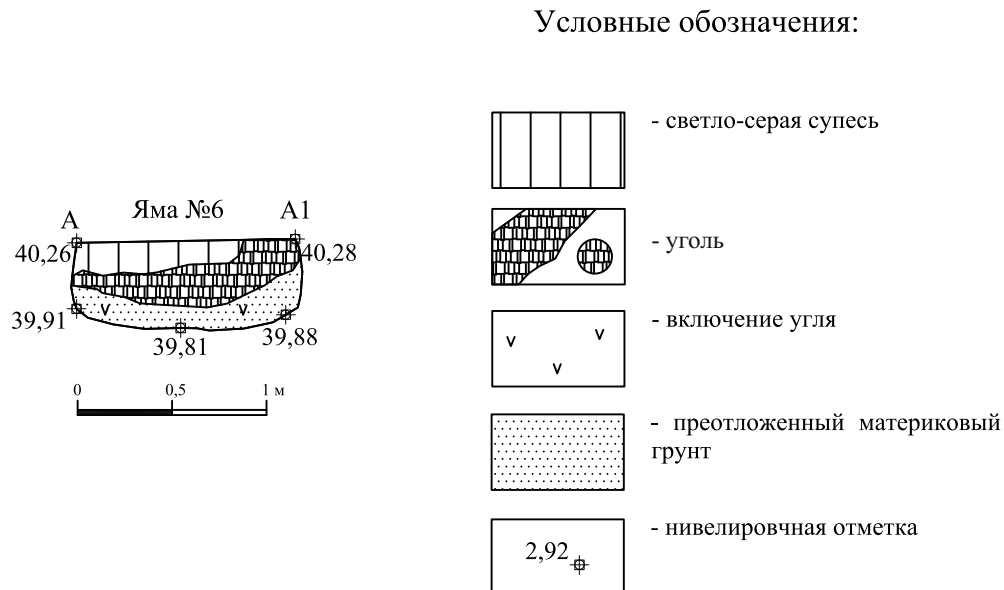 Условные обозначения:
- светло-серая супесь
- уголь
- включение угля
- преотложенный материковый
грунт
- нивелировчная отметка
2,92
Яма №6
А
А1
40,26
40,28
39,91
39,81
39,88
0
0,5
1 м